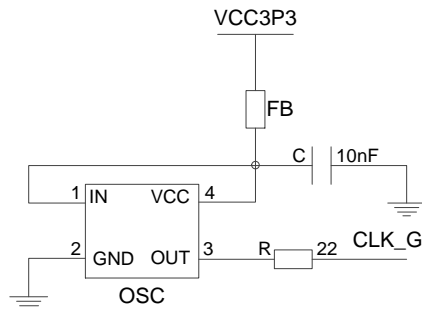 VCC3P3
FB
C 10nF
1 IN VCC 4
2 GND OUT 3
R 22 CLK_G
OSC